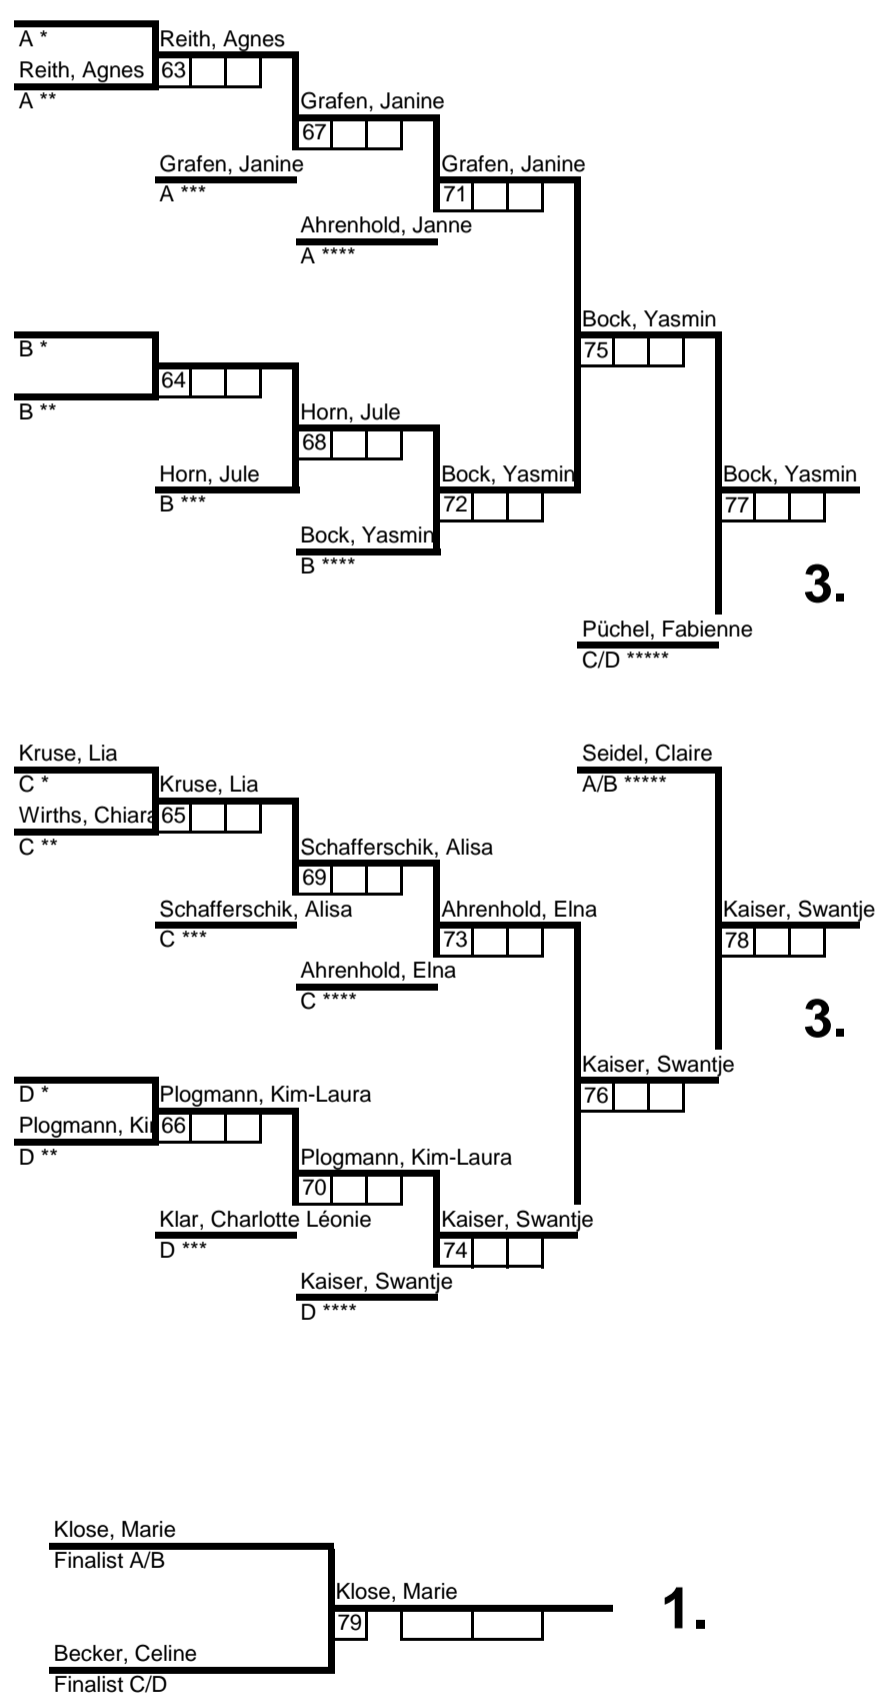 A *
Reith, Agnes
Reith, Agnes
63
A **
Grafen, Janine
67
Grafen, Janine
Grafen, Janine
A ***
71
Ahrenhold, Janne
A ****
Bock, Yasmin
B *
75
64
B **
Horn, Jule
68
Horn, Jule
Bock, Yasmin
Bock, Yasmin
B ***
72
77
Bock, Yasmin
B ****
3.
Püchel, Fabienne
C/D *****
Kruse, Lia
Seidel, Claire
C *
Kruse, Lia
A/B *****
Wirths, Chiara
65
C **
Schafferschik, Alisa
69
Schafferschik, Alisa
Ahrenhold, Elna
Kaiser, Swantje
C ***
73
78
Ahrenhold, Elna
C ****
3.
Kaiser, Swantje
D *
Plogmann, Kim-Laura
76
Plogmann, Ki
66
D **
Plogmann, Kim-Laura
70
Klar, Charlotte Léonie
Kaiser, Swantje
D ***
74
Kaiser, Swantje
D ****
Klose, Marie
Finalist A/B
Klose, Marie
1.
79
Becker, Celine
Finalist C/D